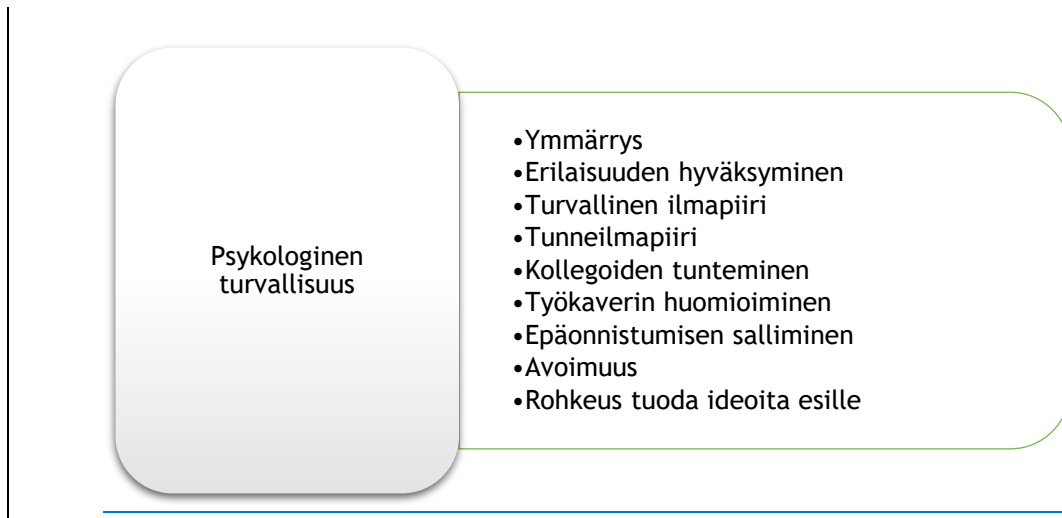 Psykologinen
turvallisuus
•Ymmärrys
•Erilaisuuden hyväksyminen
•Turvallinen ilmapiiri
•Tunneilmapiiri
•Kollegoiden tunteminen
•Työkaverin huomioiminen
•Epäonnistumisen salliminen
•Avoimuus
•Rohkeus tuoda ideoita esille